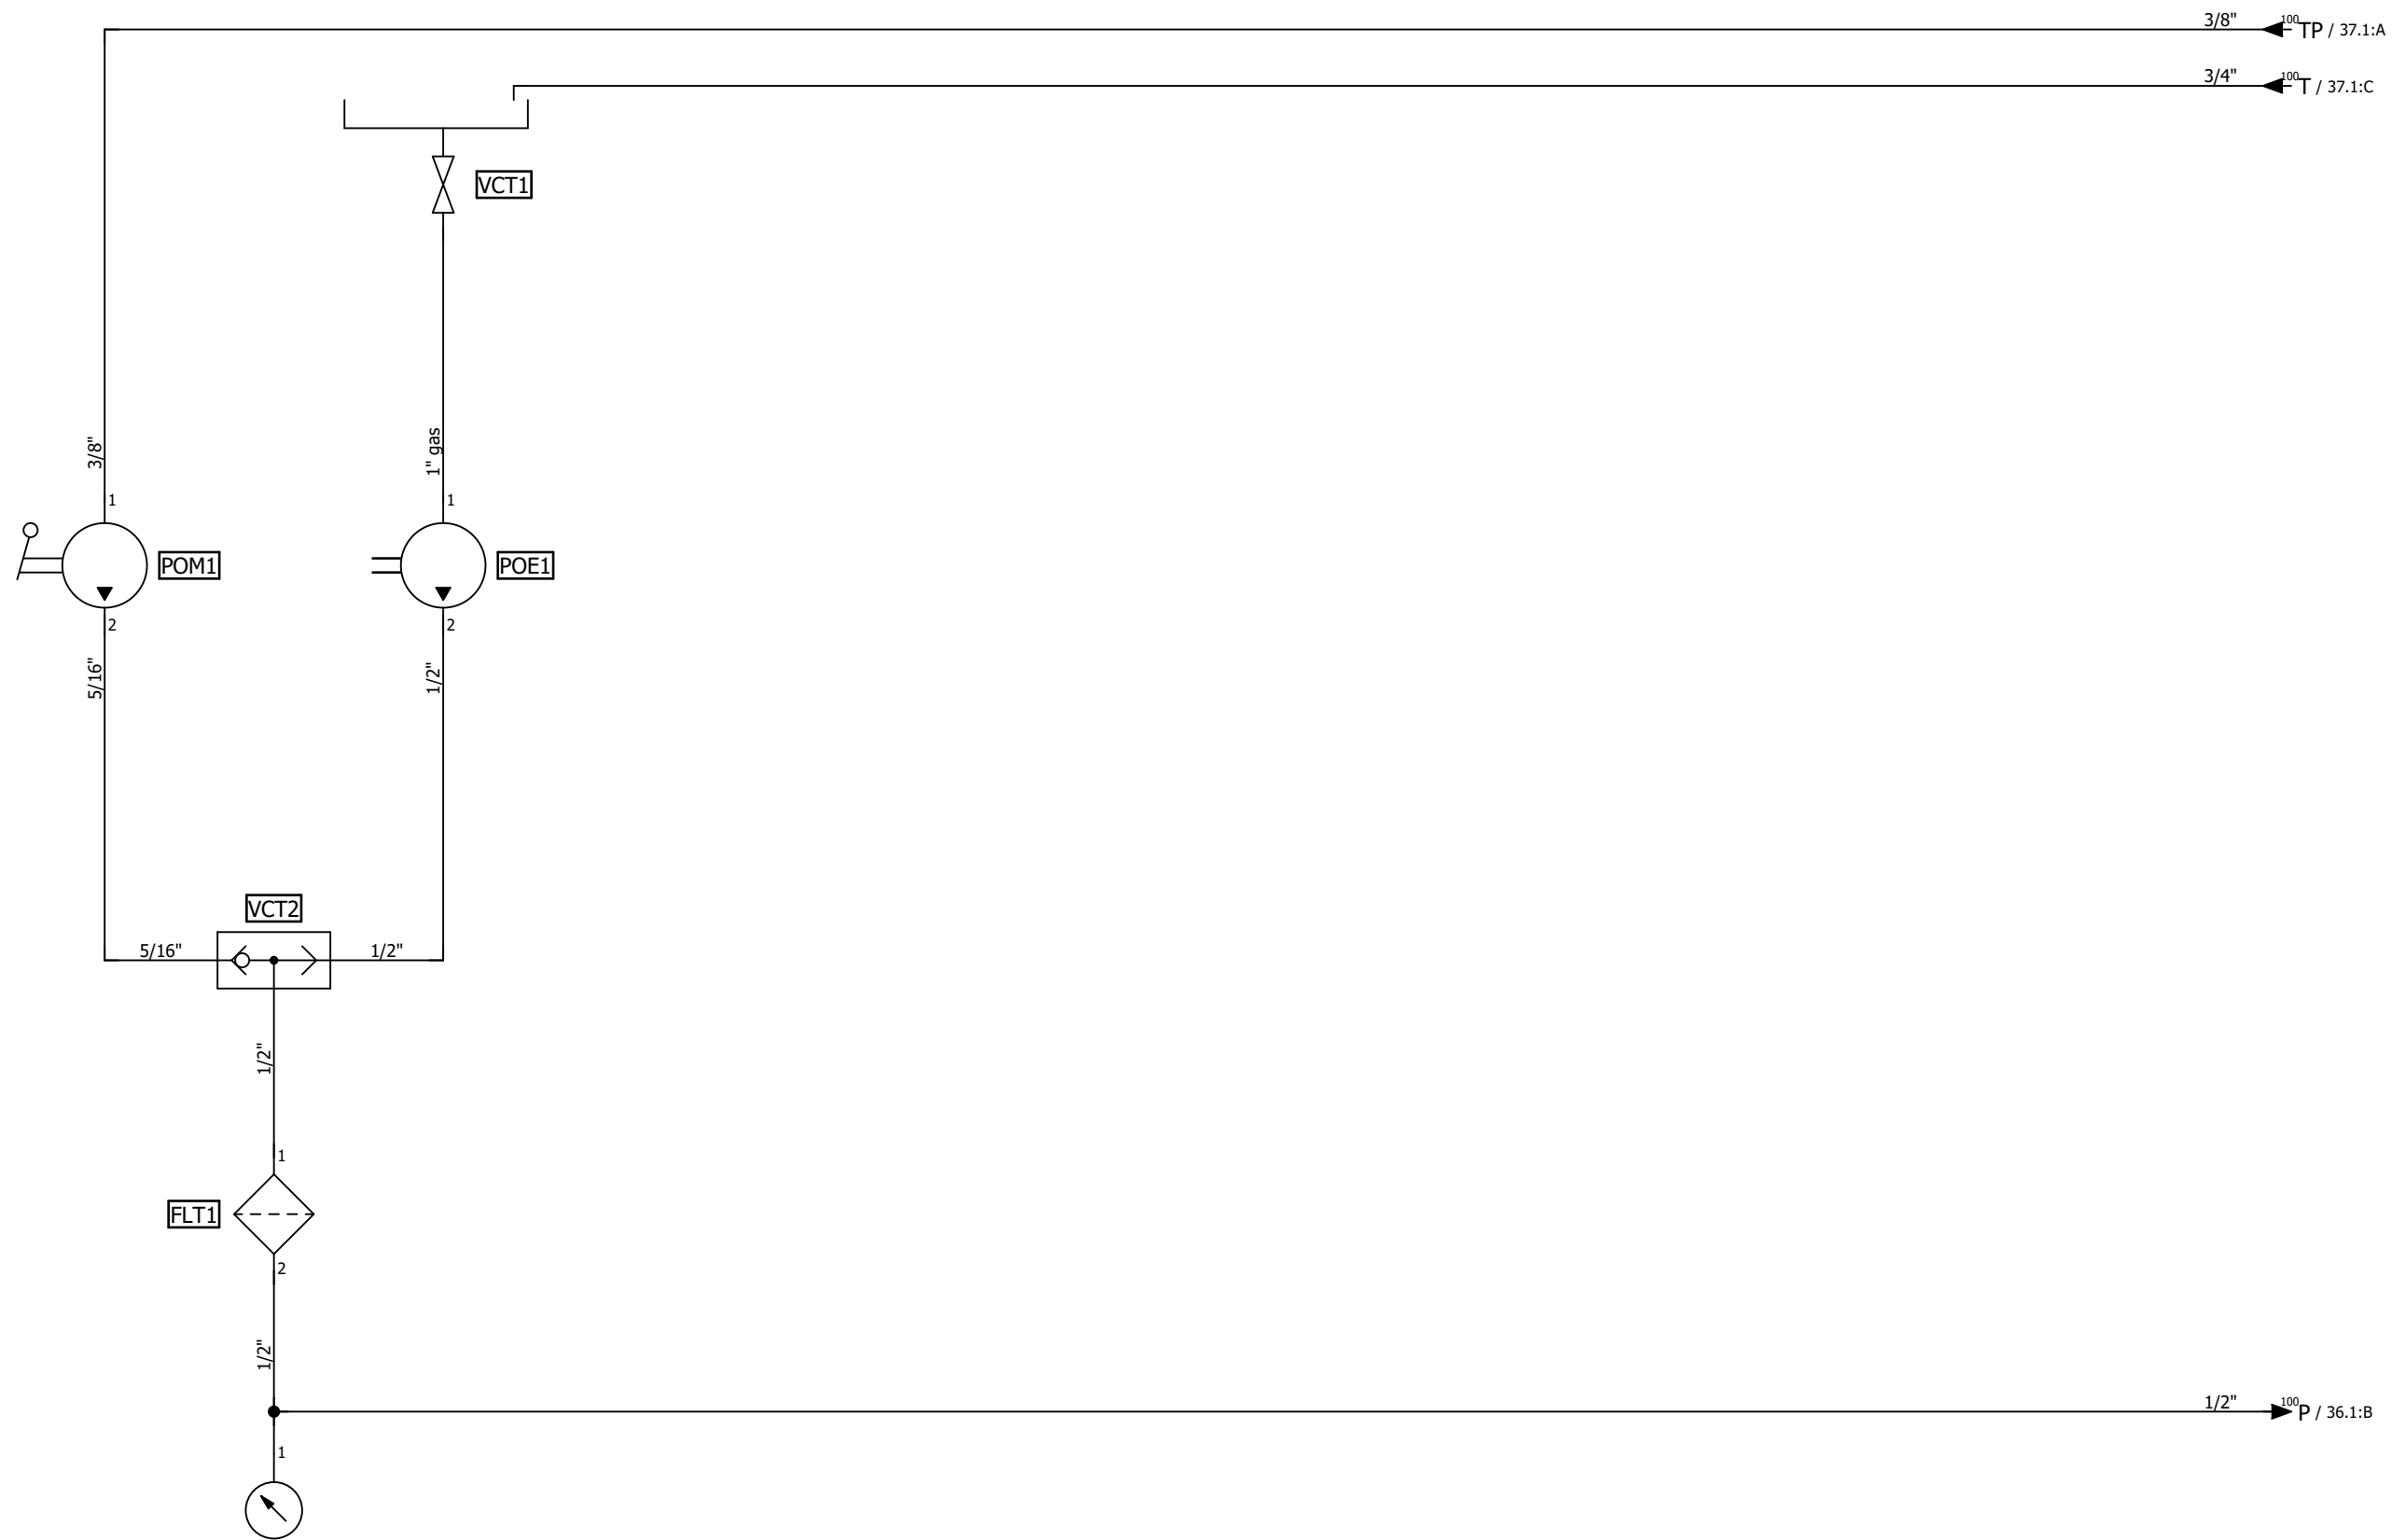 3/8" 100 TP / 37.1:A
3/4" 100 T / 37.1:C
VCT1
3/8"
1" gas
1
1
POM1
POE1
2
2
5/16"
1/2"
VCT2
5/16"
1/2"
1/2"
1
FLT1
2
1/2"
1/2" 100 P / 36.1:B
1